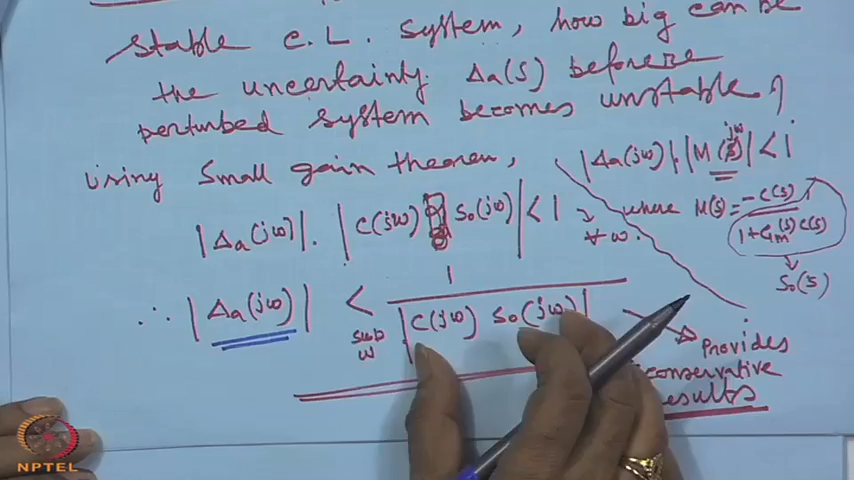 stable C.L. system, how big can be
the uncertainty Δa(s) before
perturbed system becomes unstable?
using Small gain theorem,
|Δa(jω)|.|M(jω)| < 1
|Δa(jω)|. |C(jω) So(jω)| < 1 ∀ω.
where M(s) = -C(s) / 1+Gm(s)C(s)
So(s)
∴ |Δa(jω)| < 1 / |C(jω) So(jω)|
sub ω
Provides
conservative
results
NPTEL